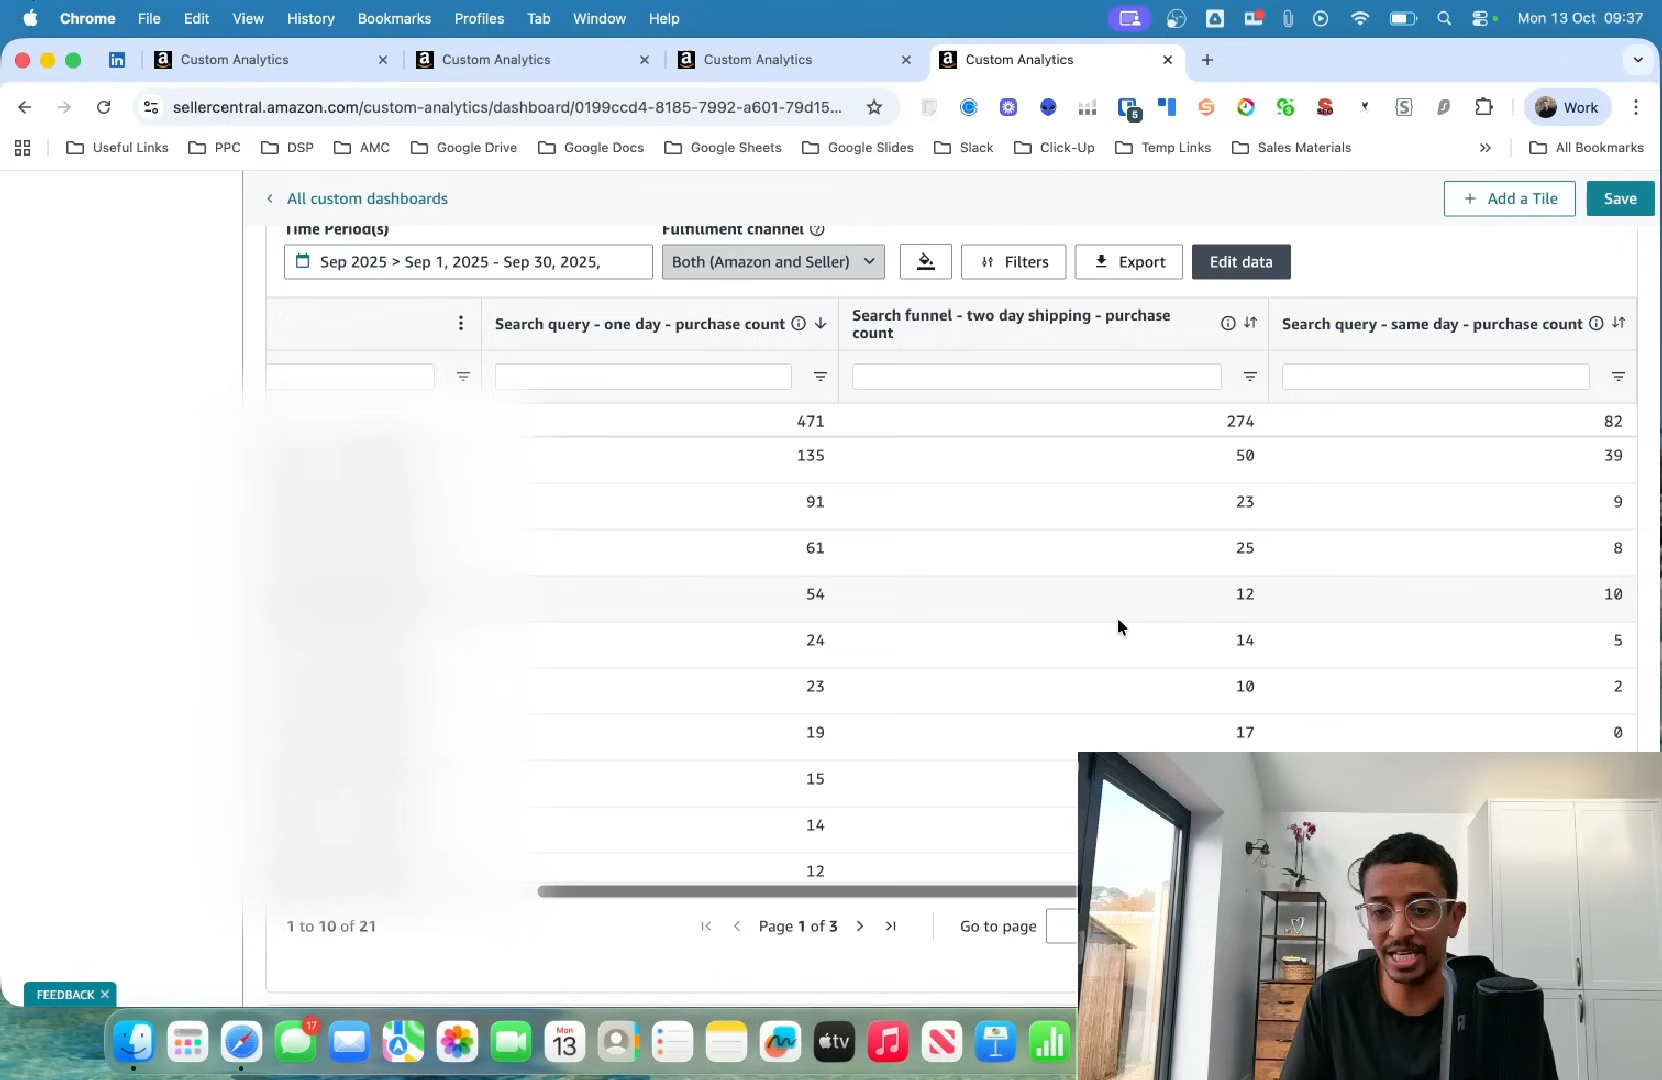 Chrome File Edit View History Bookmarks Profiles Tab Window Help Mon 13 Oct 09:37
Custom Analytics Custom Analytics Custom Analytics Custom Analytics
sellercentral.amazon.com/custom-analytics/dashboard/0199ccd4-8185-7992-a601-79d15... 5 Work
Useful Links PPC DSP AMC Google Drive Google Docs Google Sheets Google Slides Slack Click-Up Temp Links Sales Materials All Bookmarks
All custom dashboards + Add a Tile Save
Time Period(s) Fulfillment channel
Sep 2025 > Sep 1, 2025 - Sep 30, 2025, Both (Amazon and Seller) Filters Export Edit data
Search query - one day - purchase count Search funnel - two day shipping - purchase count Search query - same day - purchase count
471 274 82
135 50 39
91 23 9
61 25 8
54 12 10
24 14 5
23 10 2
19 17 0
15
14
12
1 to 10 of 21 Page 1 of 3 Go to page
FEEDBACK
17 Mon 13 tv